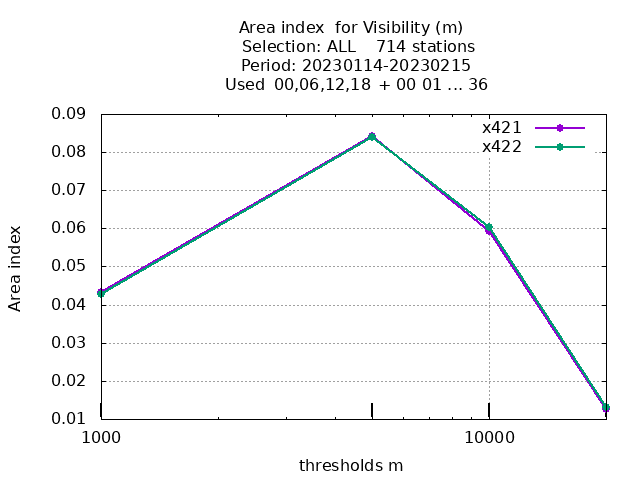 Area index  for Visibility (m)
Selection: ALL    714 stations
Period: 20230114-20230215
Used  00,06,12,18  + 00 01 ... 36
x421
x422
0.09
0.08
0.07
0.06
0.05
0.04
0.03
0.02
0.01
Area index
1000
10000
thresholds m